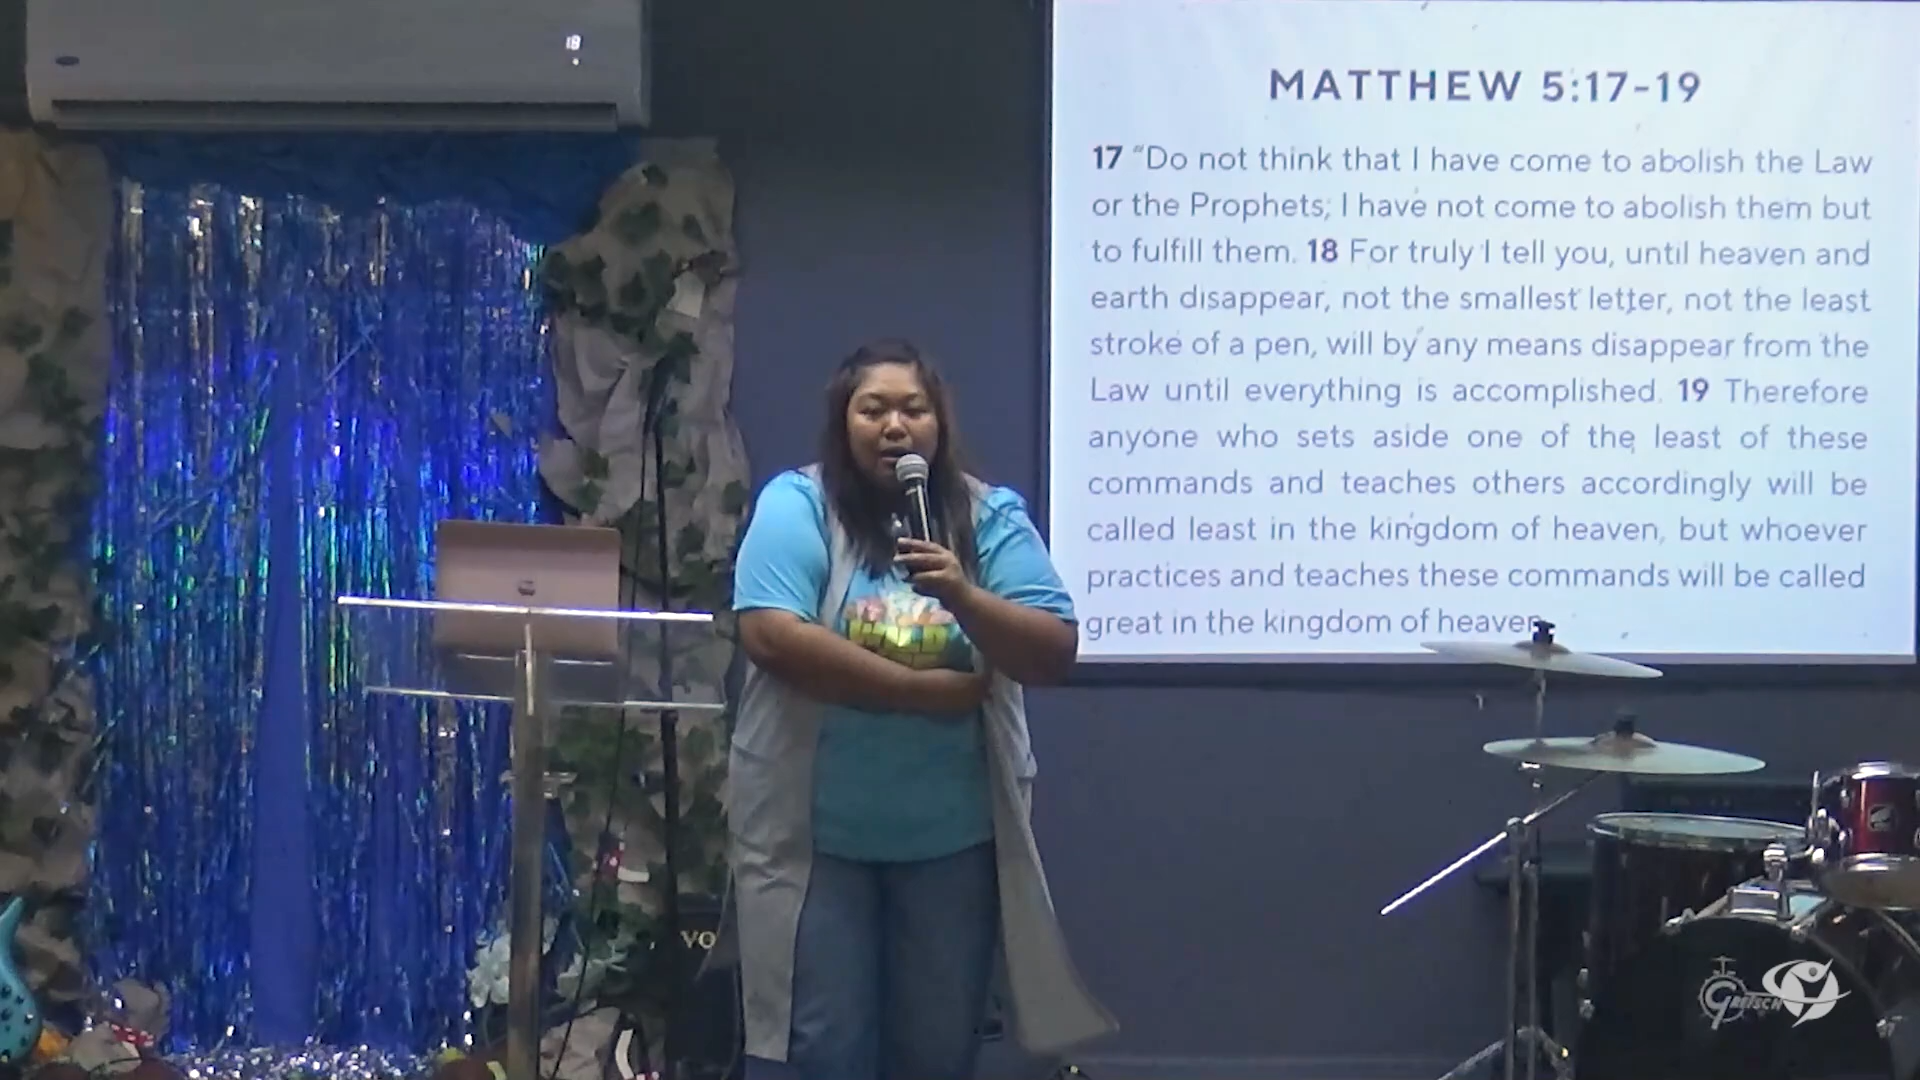 18
MATTHEW 5:17-19
17 “Do not think that I have come to abolish the Law
or the Prophets; I have not come to abolish them but
to fulfill them. 18 For truly I tell you, until heaven and
earth disappear, not the smallest letter, not the least
stroke of a pen, will by any means disappear from the
Law until everything is accomplished. 19 Therefore
anyone who sets aside one of the least of these
commands and teaches others accordingly will be
called least in the kingdom of heaven, but whoever
practices and teaches these commands will be called
great in the kingdom of heaven
VO
GRETSCH